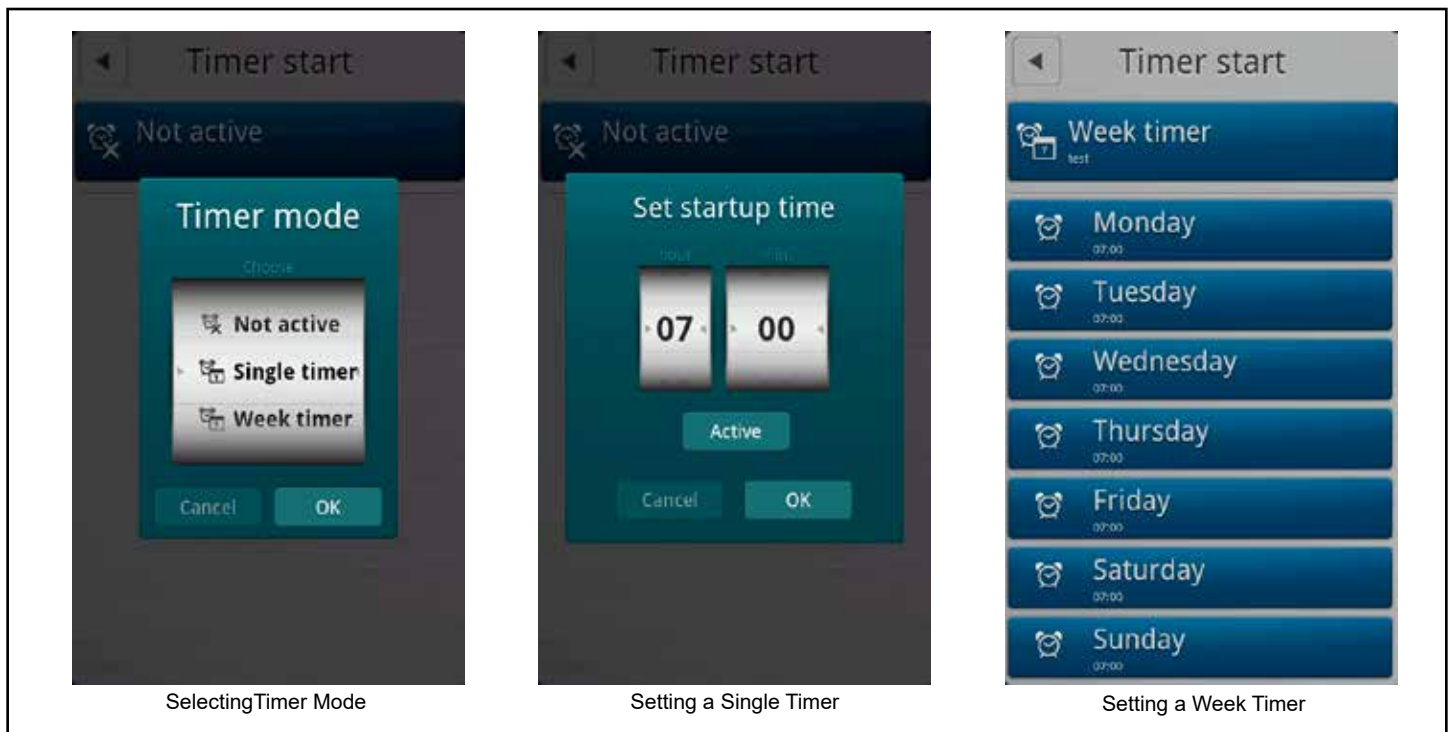 Timer start
Not active
Timer mode
Choose
Not active
Single timer
Week timer
Cancel
OK
SelectingTimer Mode
Timer start
Not active
Set startup time
hour min
07 00
Active
Cancel
OK
Setting a Single Timer
Timer start
Week timer
test
Monday
07:00
Tuesday
07:00
Wednesday
07:00
Thursday
07:00
Friday
07:00
Saturday
07:00
Sunday
07:00
Setting a Week Timer